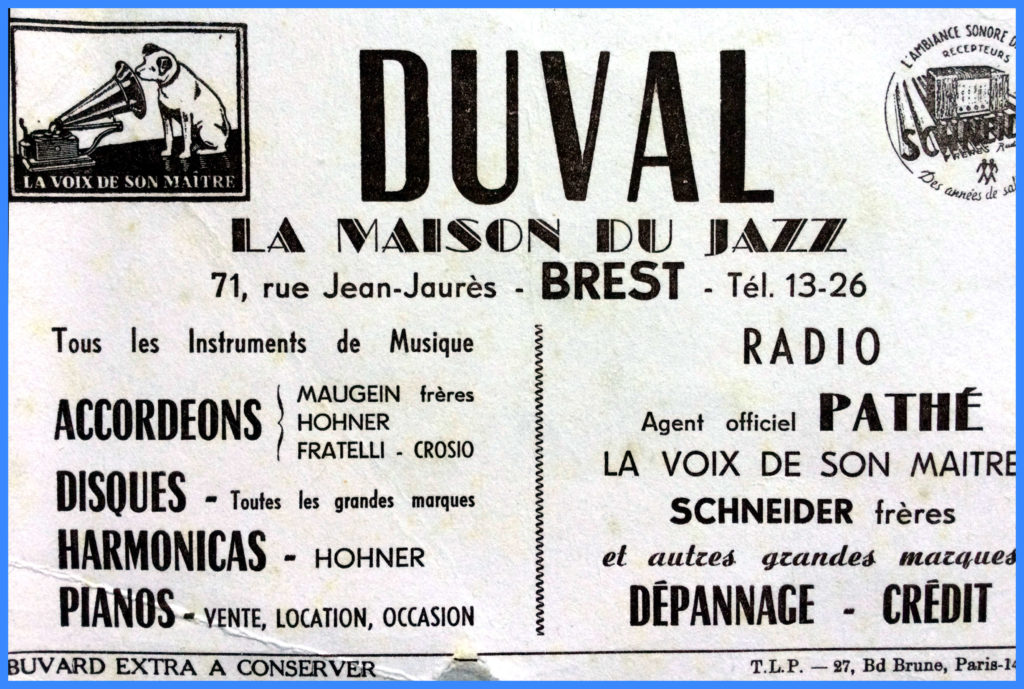 LA VOIX DE SON MAÎTRE
DUVAL
L'AMBIANCE SONORE
RECEPTEURS
SCHNEID
FRÈRES
Des années de
LA MAISON DU JAZZ
71, rue Jean-Jaurès - BREST - Tél. 13-26
Tous les Instruments de Musique
ACCORDEONS
MAUGEIN frères
HOHNER
FRATELLI - CROSIO
DISQUES - Toutes les grandes marques
HARMONICAS - HOHNER
PIANOS - VENTE, LOCATION, OCCASION
RADIO
Agent officiel PATHÉ
LA VOIX DE SON MAITRE
SCHNEIDER frères
et autres grandes marques
DÉPANNAGE - CRÉDIT
BUVARD EXTRA A CONSERVER
T.L.P. — 27, Bd Brune, Paris-14